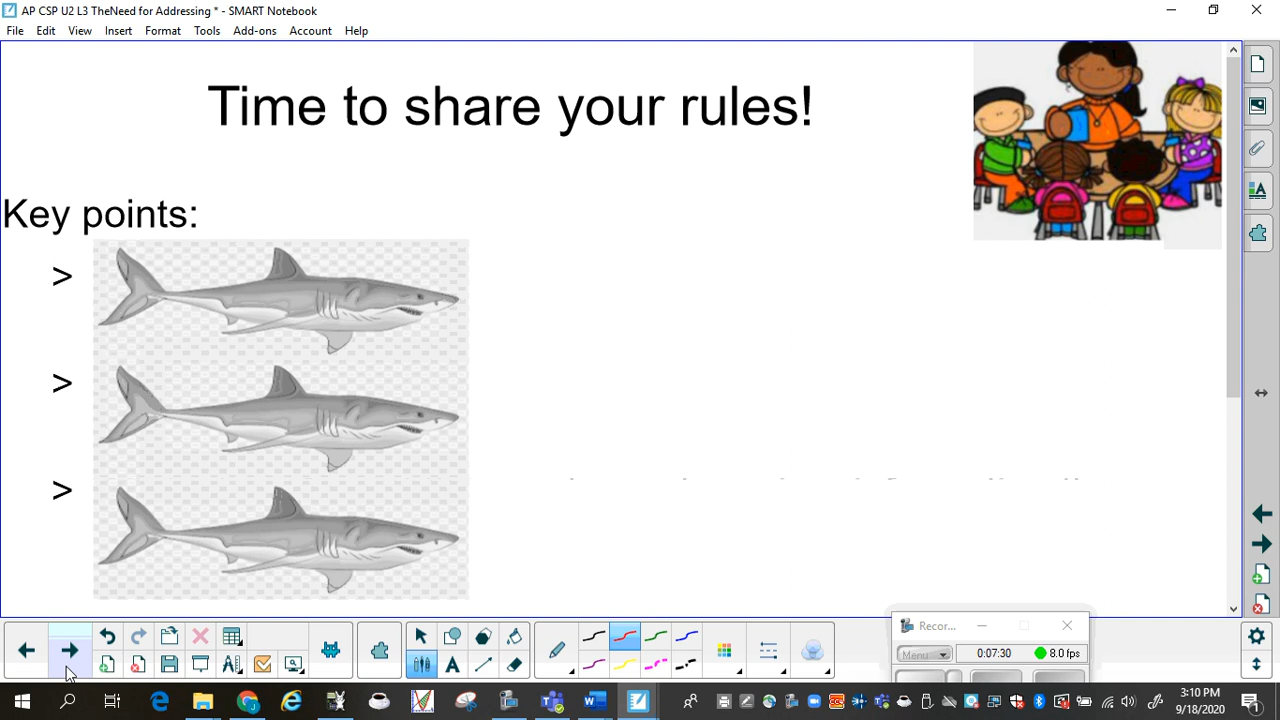 AP CSP U2 L3 TheNeed for Addressing * - SMART Notebook
File Edit View Insert Format Tools Add-ons Account Help
Time to share your rules!
Key points:
>
>
>
Recor...
Menu 0:07:30 8.0 fps
3:10 PM
9/18/2020